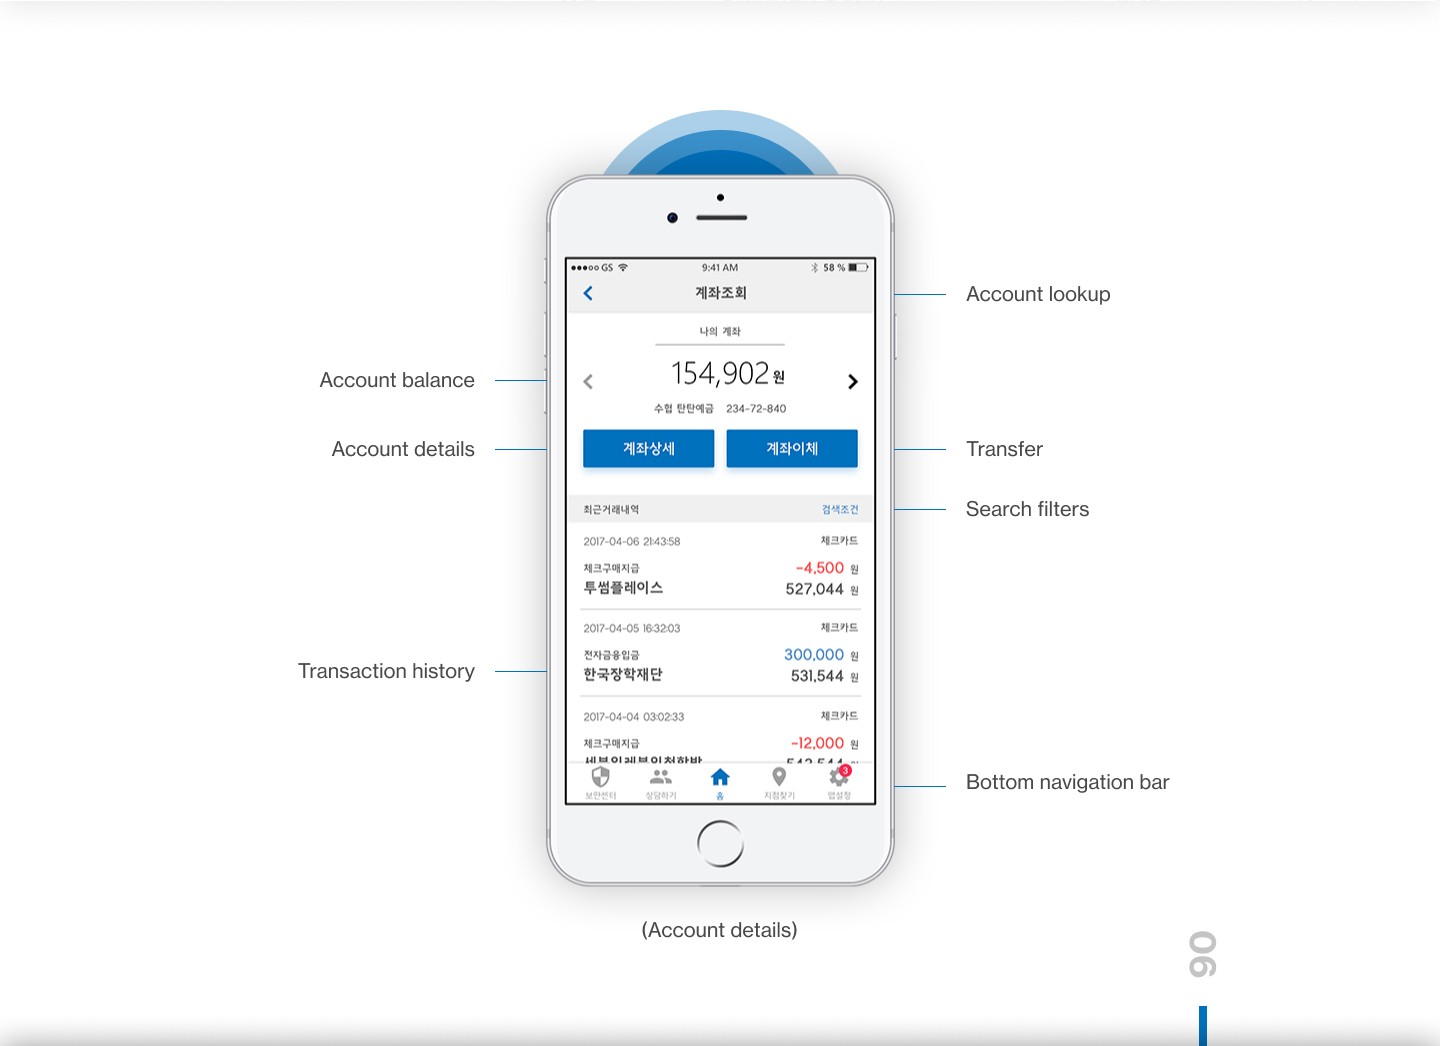 GS 9:41 AM 58 %
계좌조회
Account lookup
나의 계좌
Account balance
154,902 원
수협 탄탄예금 234-72-840
Account details
계좌상세 계좌이체
Transfer
최근거래내역 검색조건
Search filters
2017-04-06 21:43:58 체크카드
체크구매지급 -4,500 원
투썸플레이스 527,044 원
2017-04-05 16:32:03 체크카드
전자금융입금 300,000 원
Transaction history
한국장학재단 531,544 원
2017-04-04 03:02:33 체크카드
체크구매지급 -12,000 원
3
보안센터 상담하기 홈 지점찾기 앱설정
Bottom navigation bar
(Account details)
06